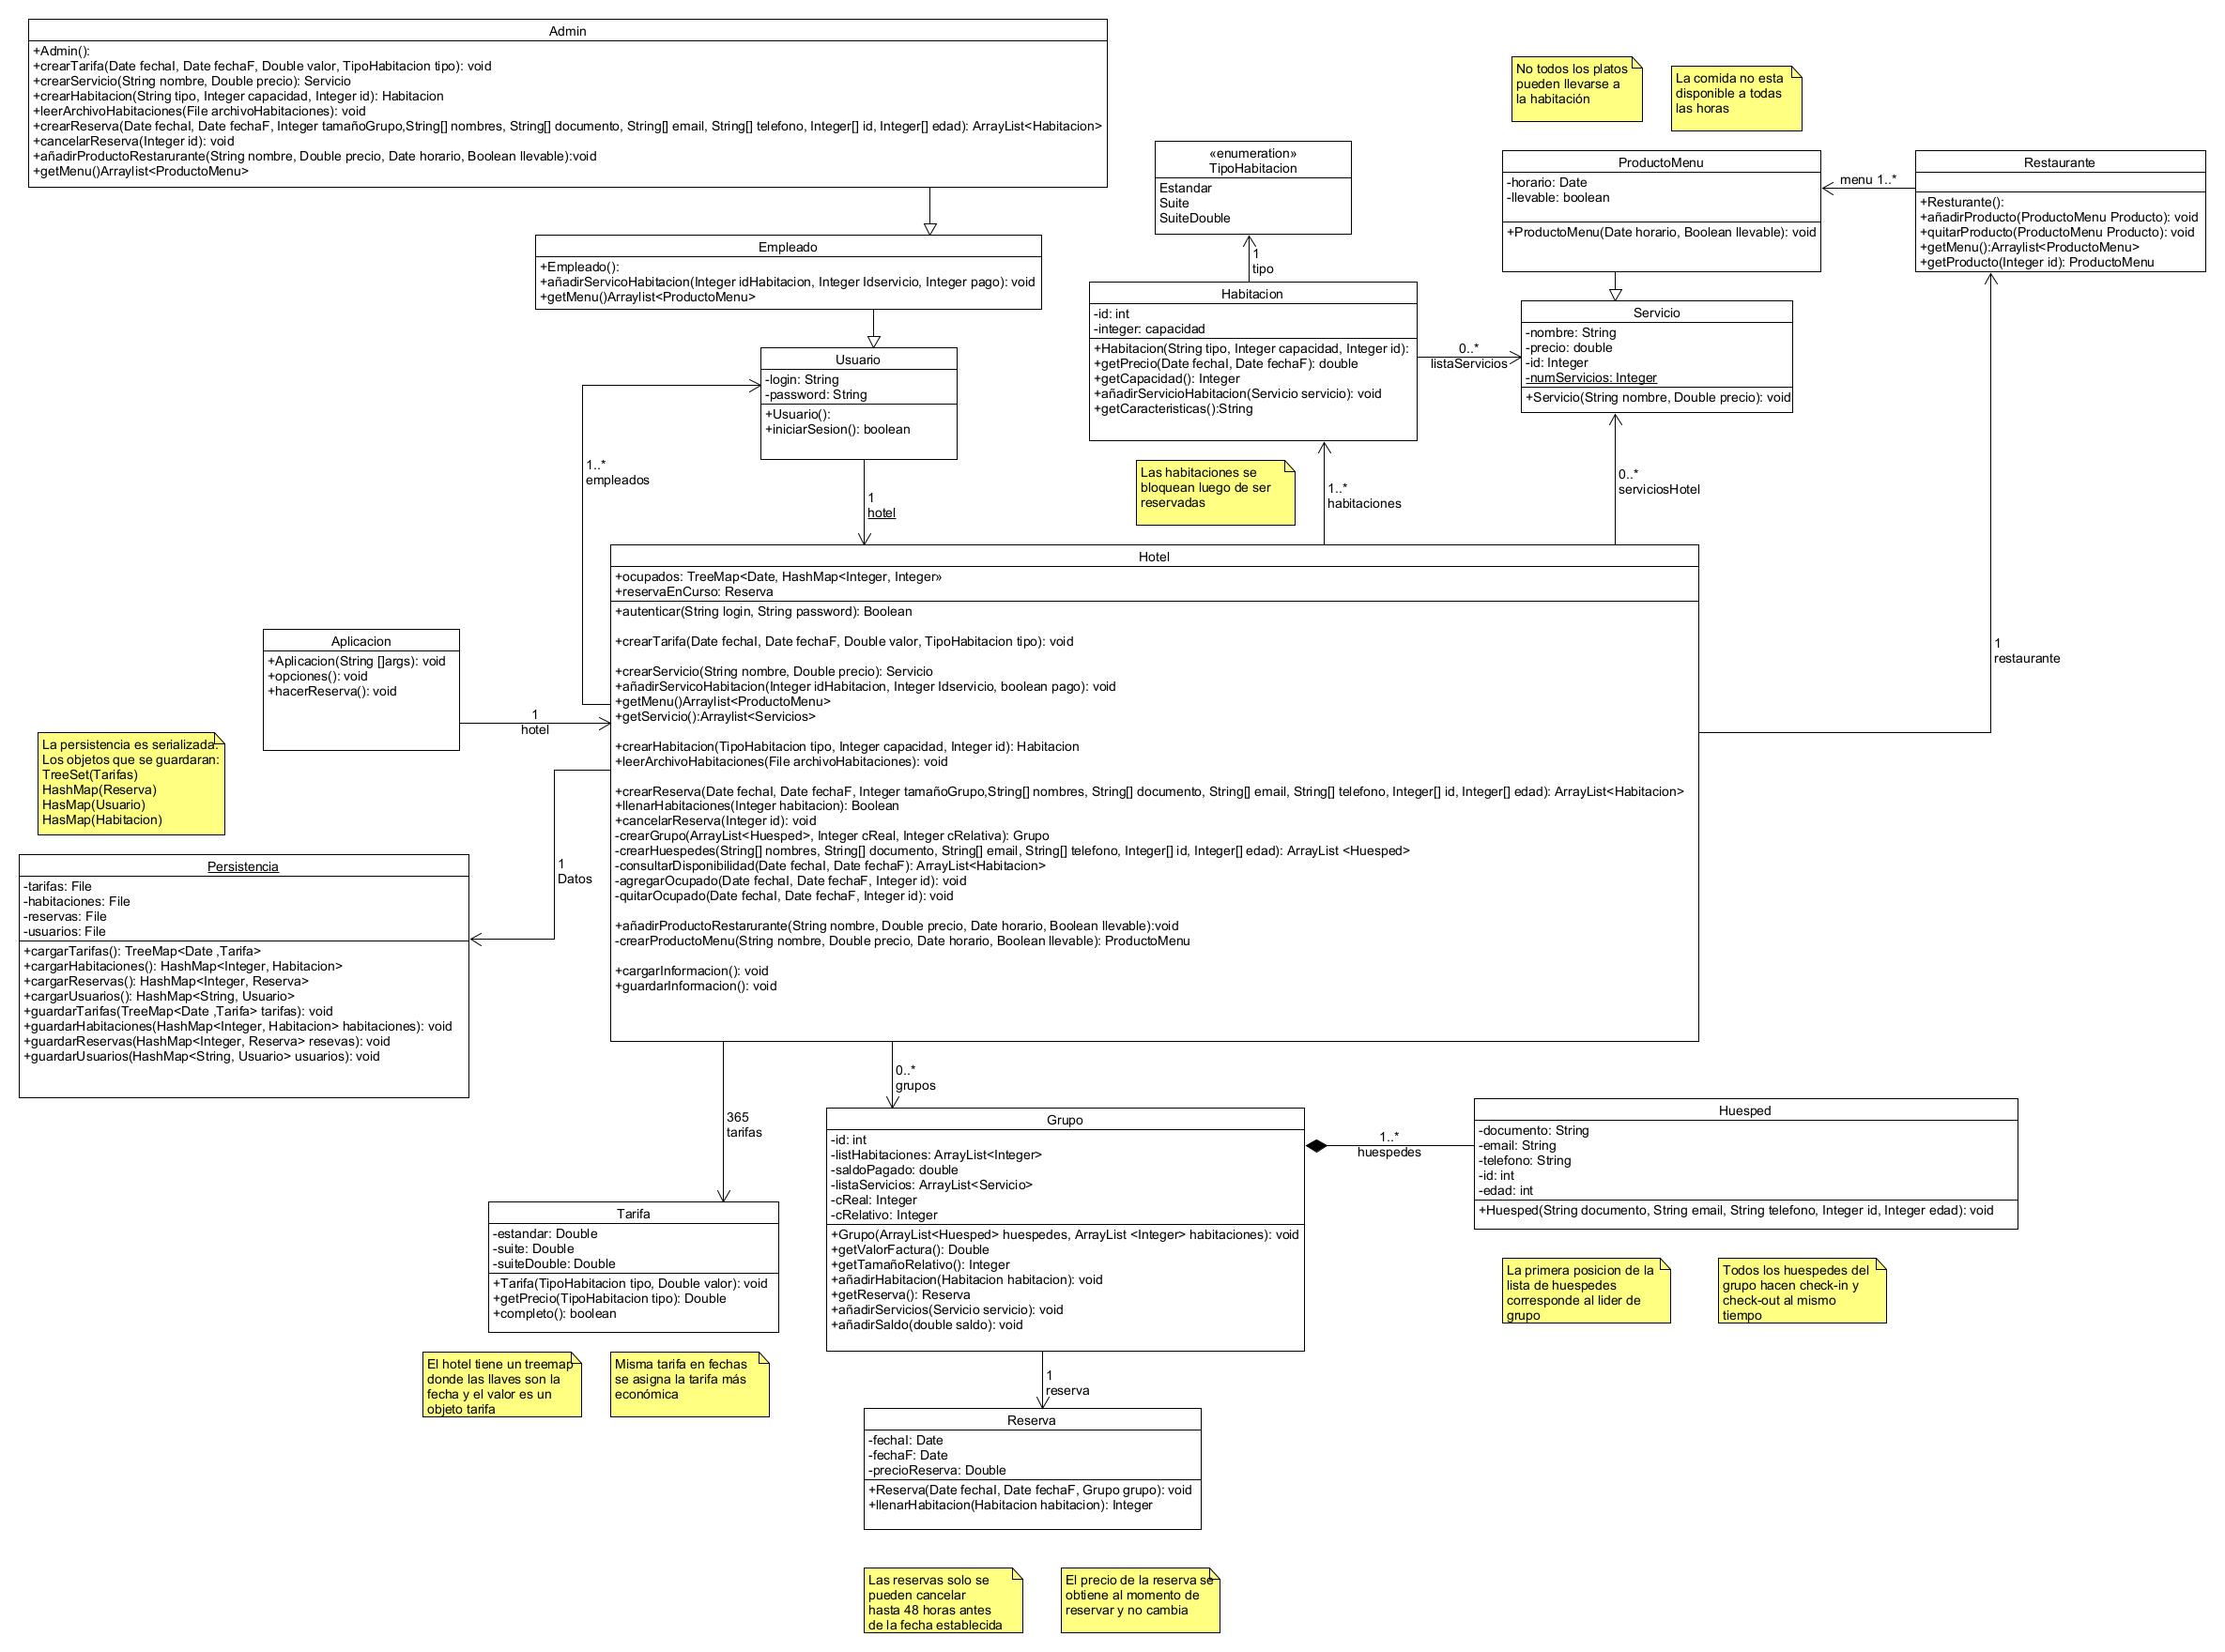 Admin
+Admin():
+crearTarifa(Date fechaI, Date fechaF, Double valor, TipoHabitacion tipo): void
+crearServicio(String nombre, Double precio): Servicio
+crearHabitacion(String tipo, Integer capacidad, Integer id): Habitacion
+leerArchivoHabitaciones(File archivoHabitaciones): void
+crearReserva(Date fechaI, Date fechaF, Integer tamañoGrupo,String[] nombres, String[] documento, String[] email, String[] telefono, Integer[] id, Integer[] edad): ArrayList<Habitacion>
+cancelarReserva(Integer id): void
+añadirProductoRestarurante(String nombre, Double precio, Date horario, Boolean llevable):void
+getMenu()Arraylist<ProductoMenu>
No todos los platos
pueden llevarse a
la habitación
La comida no esta
disponible a todas
las horas
«enumeration»
TipoHabitacion
Estandar
Suite
SuiteDouble
ProductoMenu
-horario: Date
-llevable: boolean
+ProductoMenu(Date horario, Boolean llevable): void
menu 1..*
Restaurante
+Resturante():
+añadirProducto(ProductoMenu Producto): void
+quitarProducto(ProductoMenu Producto): void
+getMenu():Arraylist<ProductoMenu>
+getProducto(Integer id): ProductoMenu
Empleado
+Empleado():
+añadirServicoHabitacion(Integer idHabitacion, Integer Idservicio, Integer pago): void
+getMenu()Arraylist<ProductoMenu>
1
tipo
Habitacion
-id: int
-integer: capacidad
+Habitacion(String tipo, Integer capacidad, Integer id):
+getPrecio(Date fechaI, Date fechaF): double
+getCapacidad(): Integer
+añadirServicioHabitacion(Servicio servicio): void
+getCaracteristicas():String
0..*
listaServicios
Servicio
-nombre: String
-precio: double
-id: Integer
-numServicios: Integer
+Servicio(String nombre, Double precio): void
Usuario
-login: String
-password: String
+Usuario():
+iniciarSesion(): boolean
1..*
empleados
1
hotel
Las habitaciones se
bloquean luego de ser
reservadas
1..*
habitaciones
0..*
serviciosHotel
1
restaurante
Hotel
+ocupados: TreeMap<Date, HashMap<Integer, Integer»
+reservaEnCurso: Reserva
+autenticar(String login, String password): Boolean
+crearTarifa(Date fechaI, Date fechaF, Double valor, TipoHabitacion tipo): void
+crearServicio(String nombre, Double precio): Servicio
+añadirServicoHabitacion(Integer idHabitacion, Integer Idservicio, boolean pago): void
+getMenu()Arraylist<ProductoMenu>
+getServicio():Arraylist<Servicios>
+crearHabitacion(TipoHabitacion tipo, Integer capacidad, Integer id): Habitacion
+leerArchivoHabitaciones(File archivoHabitaciones): void
+crearReserva(Date fechaI, Date fechaF, Integer tamañoGrupo,String[] nombres, String[] documento, String[] email, String[] telefono, Integer[] id, Integer[] edad): ArrayList<Habitacion>
+llenarHabitaciones(Integer habitacion): Boolean
+cancelarReserva(Integer id): void
-crearGrupo(ArrayList<Huesped>, Integer cReal, Integer cRelativa): Grupo
-crearHuespedes(String[] nombres, String[] documento, String[] email, String[] telefono, Integer[] id, Integer[] edad): ArrayList <Huesped>
-consultarDisponibilidad(Date fechaI, Date fechaF): ArrayList<Habitacion>
-agregarOcupado(Date fechaI, Date fechaF, Integer id): void
-quitarOcupado(Date fechaI, Date fechaF, Integer id): void
+añadirProductoRestarurante(String nombre, Double precio, Date horario, Boolean llevable):void
-crearProductoMenu(String nombre, Double precio, Date horario, Boolean llevable): ProductoMenu
+cargarInformacion(): void
+guardarInformacion(): void
Aplicacion
+Aplicacion(String []args): void
+opciones(): void
+hacerReserva(): void
1
hotel
La persistencia es serializada.
Los objetos que se guardaran:
TreeSet(Tarifas)
HashMap(Reserva)
HasMap(Usuario)
HasMap(Habitacion)
1
Datos
Persistencia
-tarifas: File
-habitaciones: File
-reservas: File
-usuarios: File
+cargarTarifas(): TreeMap<Date ,Tarifa>
+cargarHabitaciones(): HashMap<Integer, Habitacion>
+cargarReservas(): HashMap<Integer, Reserva>
+cargarUsuarios(): HashMap<String, Usuario>
+guardarTarifas(TreeMap<Date ,Tarifa> tarifas): void
+guardarHabitaciones(HashMap<Integer, Habitacion> habitaciones): void
+guardarReservas(HashMap<Integer, Reserva> resevas): void
+guardarUsuarios(HashMap<String, Usuario> usuarios): void
365
tarifas
0..*
grupos
Grupo
-id: int
-listHabitaciones: ArrayList<Integer>
-saldoPagado: double
-listaServicios: ArrayList<Servicio>
-cReal: Integer
-cRelativo: Integer
+Grupo(ArrayList<Huesped> huespedes, ArrayList <Integer> habitaciones): void
+getValorFactura(): Double
+getTamañoRelativo(): Integer
+añadirHabitacion(Habitacion habitacion): void
+getReserva(): Reserva
+añadirServicios(Servicio servicio): void
+añadirSaldo(double saldo): void
1..*
huespedes
Huesped
-documento: String
-email: String
-telefono: String
-id: int
-edad: int
+Huesped(String documento, String email, String telefono, Integer id, Integer edad): void
Tarifa
-estandar: Double
-suite: Double
-suiteDouble: Double
+Tarifa(TipoHabitacion tipo, Double valor): void
+getPrecio(TipoHabitacion tipo): Double
+completo(): boolean
La primera posicion de la
lista de huespedes
corresponde al lider de
grupo
Todos los huespedes del
grupo hacen check-in y
check-out al mismo
tiempo
El hotel tiene un treemap
donde las llaves son la
fecha y el valor es un
objeto tarifa
Misma tarifa en fechas
se asigna la tarifa más
económica
1
reserva
Reserva
-fechaI: Date
-fechaF: Date
-precioReserva: Double
+Reserva(Date fechaI, Date fechaF, Grupo grupo): void
+llenarHabitacion(Habitacion habitacion): Integer
Las reservas solo se
pueden cancelar
hasta 48 horas antes
de la fecha establecida
El precio de la reserva se
obtiene al momento de
reservar y no cambia